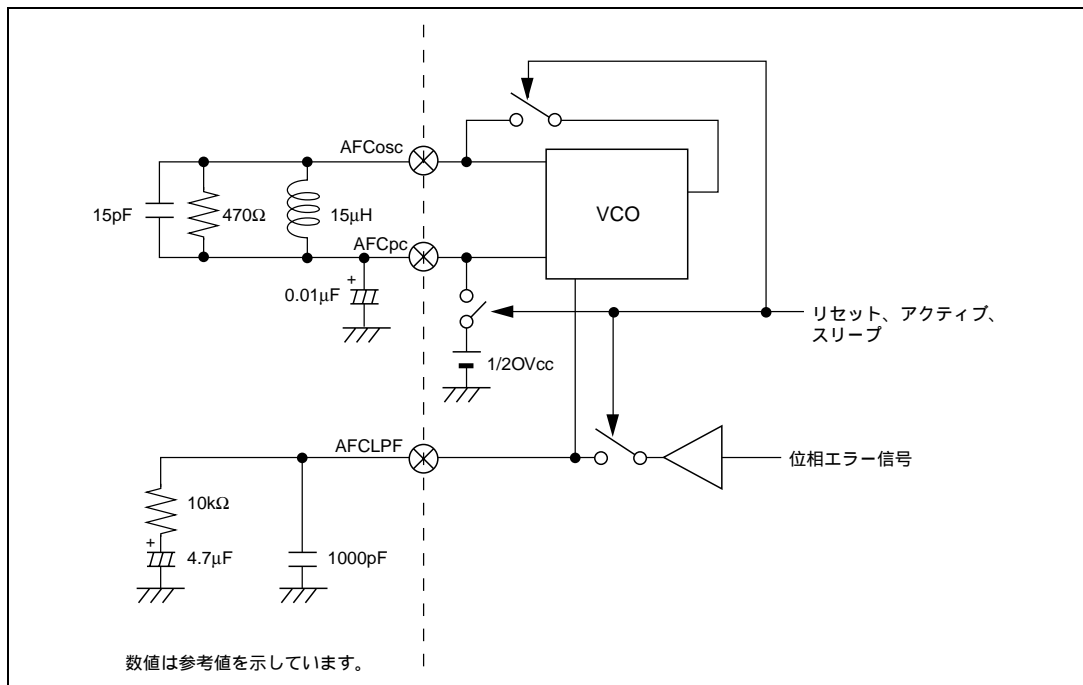 AFCosc
15pF
470Ω
15μH
VCO
AFCpc
+
0.01μF
リセット、アクティブ、
スリープ
1/2OVcc
AFCLPF
位相エラー信号
10kΩ
+
4.7μF
1000pF
数値は参考値を示しています。